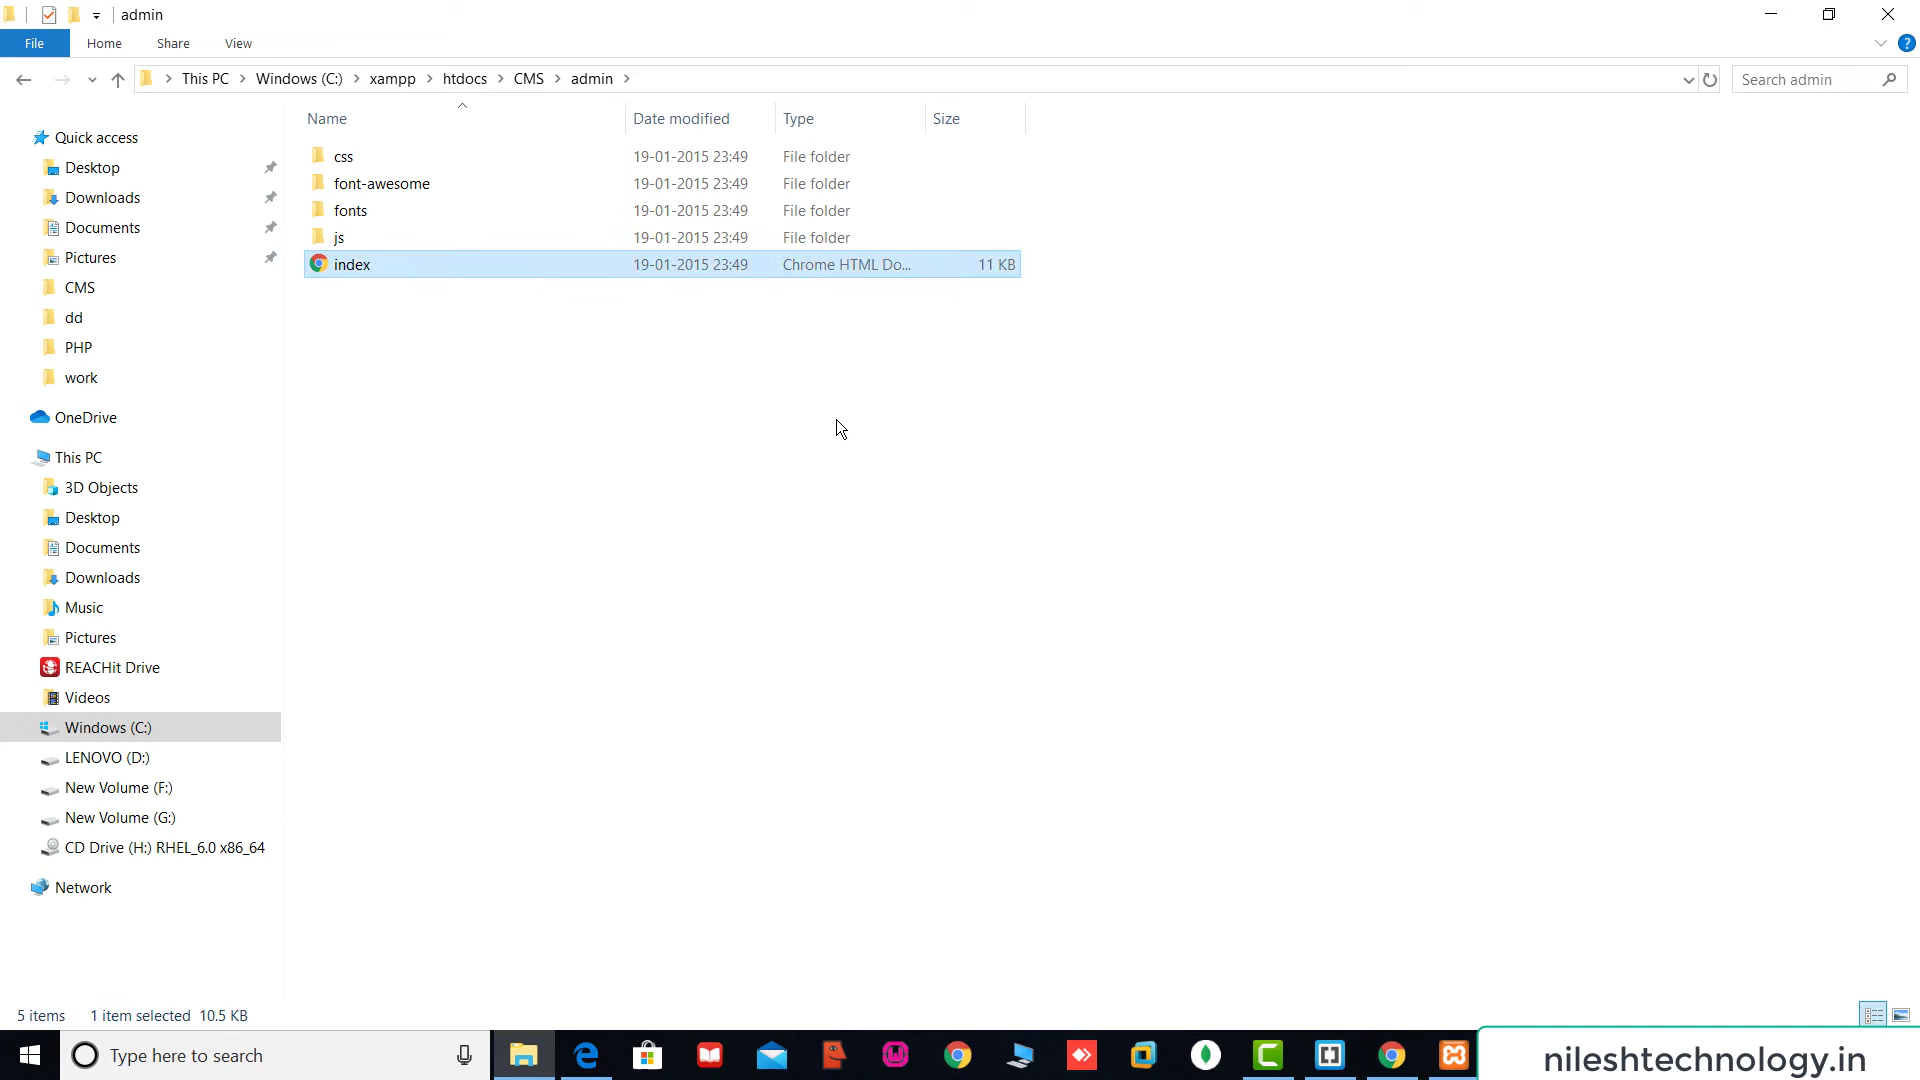 admin
File Home Share View
This PC Windows (C:) xampp htdocs CMS admin
Search admin
Name Date modified Type Size
css 19-01-2015 23:49 File folder
font-awesome 19-01-2015 23:49 File folder
fonts 19-01-2015 23:49 File folder
js 19-01-2015 23:49 File folder
index 19-01-2015 23:49 Chrome HTML Do... 11 KB
Quick access
Desktop
Downloads
Documents
Pictures
CMS
dd
PHP
work
OneDrive
This PC
3D Objects
Desktop
Documents
Downloads
Music
Pictures
REACHit Drive
Videos
Windows (C:)
LENOVO (D:)
New Volume (F:)
New Volume (G:)
CD Drive (H:) RHEL_6.0 x86_64
Network
5 items 1 item selected 10.5 KB
Type here to search
nileshtechnology.in